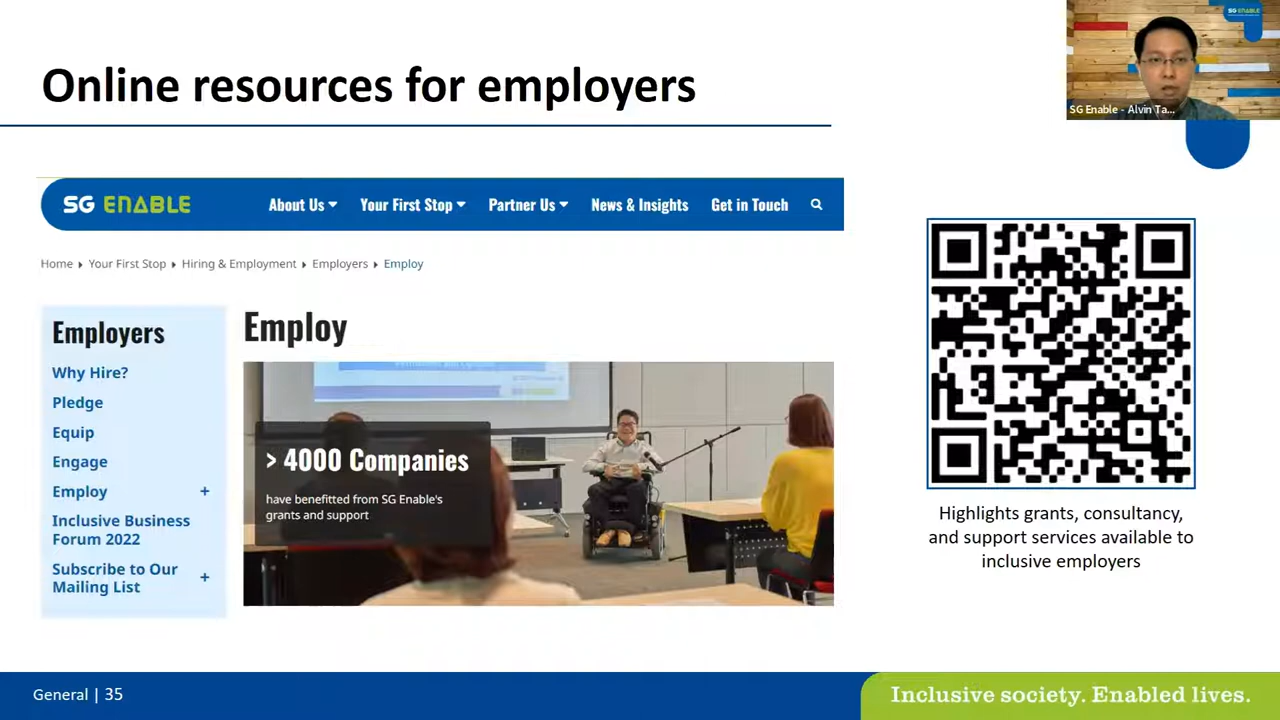 Online resources for employers
SG ENABLE
SG Enable - Alvin Ta...
SG ENABLE
About Us
Your First Stop
Partner Us
News & Insights
Get in Touch
Home
Your First Stop
Hiring & Employment
Employers
Employ
Employers
Why Hire?
Pledge
Equip
Engage
Employ +
Inclusive Business
Forum 2022
Subscribe to Our +
Mailing List
Employ
> 4000 Companies
have benefitted from SG Enable's
grants and support
Highlights grants, consultancy,
and support services available to
inclusive employers
General | 35
Inclusive society. Enabled lives.